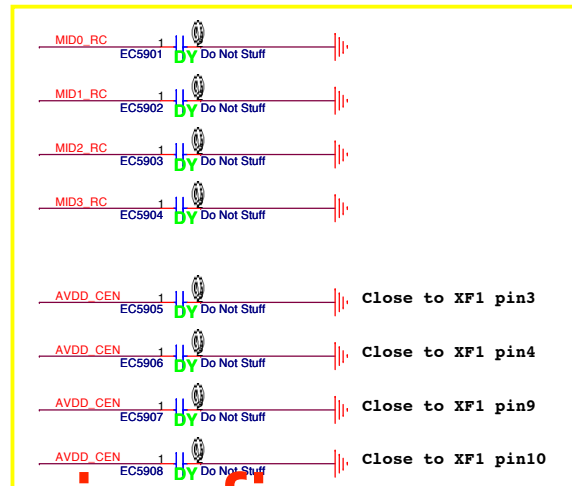 MID0_RC 1
EC5901 DY Do Not Stuff
MID1_RC 1
EC5902 DY Do Not Stuff
MID2_RC 1
EC5903 DY Do Not Stuff
MID3_RC 1
EC5904 DY Do Not Stuff
AVDD_CEN 1 Close to XF1 pin3
EC5905 DY Do Not Stuff
AVDD_CEN 1 Close to XF1 pin4
EC5906 DY Do Not Stuff
AVDD_CEN 1 Close to XF1 pin9
EC5907 DY Do Not Stuff
AVDD_CEN 1 Close to XF1 pin10
EC5908 DY Do Not Stuff